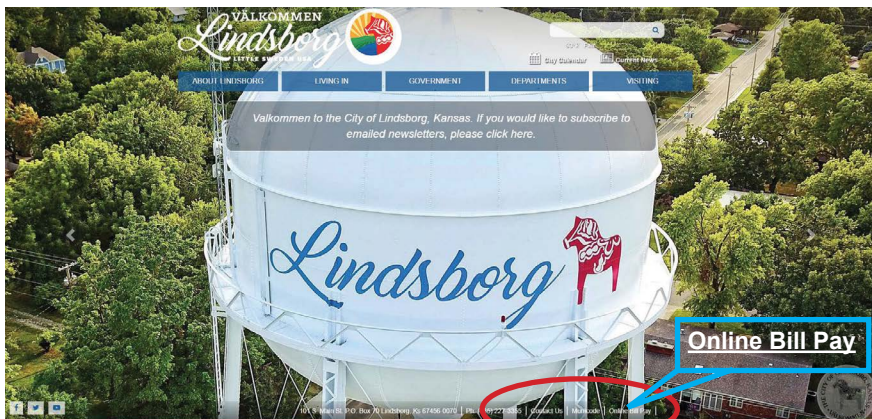 VÄLKOMMEN
Lindsborg
LITTLE SWEDEN USA
City Calendar
Current News
ABOUT LINDSBORG
LIVING IN
GOVERNMENT
DEPARTMENTS
VISITING
Valkommen to the City of Lindsborg, Kansas. If you would like to subscribe to
emailed newsletters, please click here.
Lindsborg
Online Bill Pay
101 S. Main St. P.O. Box 70 Lindsborg, Ks 67456-0070 | 227-3355 | Contact Us | Municode | Online Bill Pay |